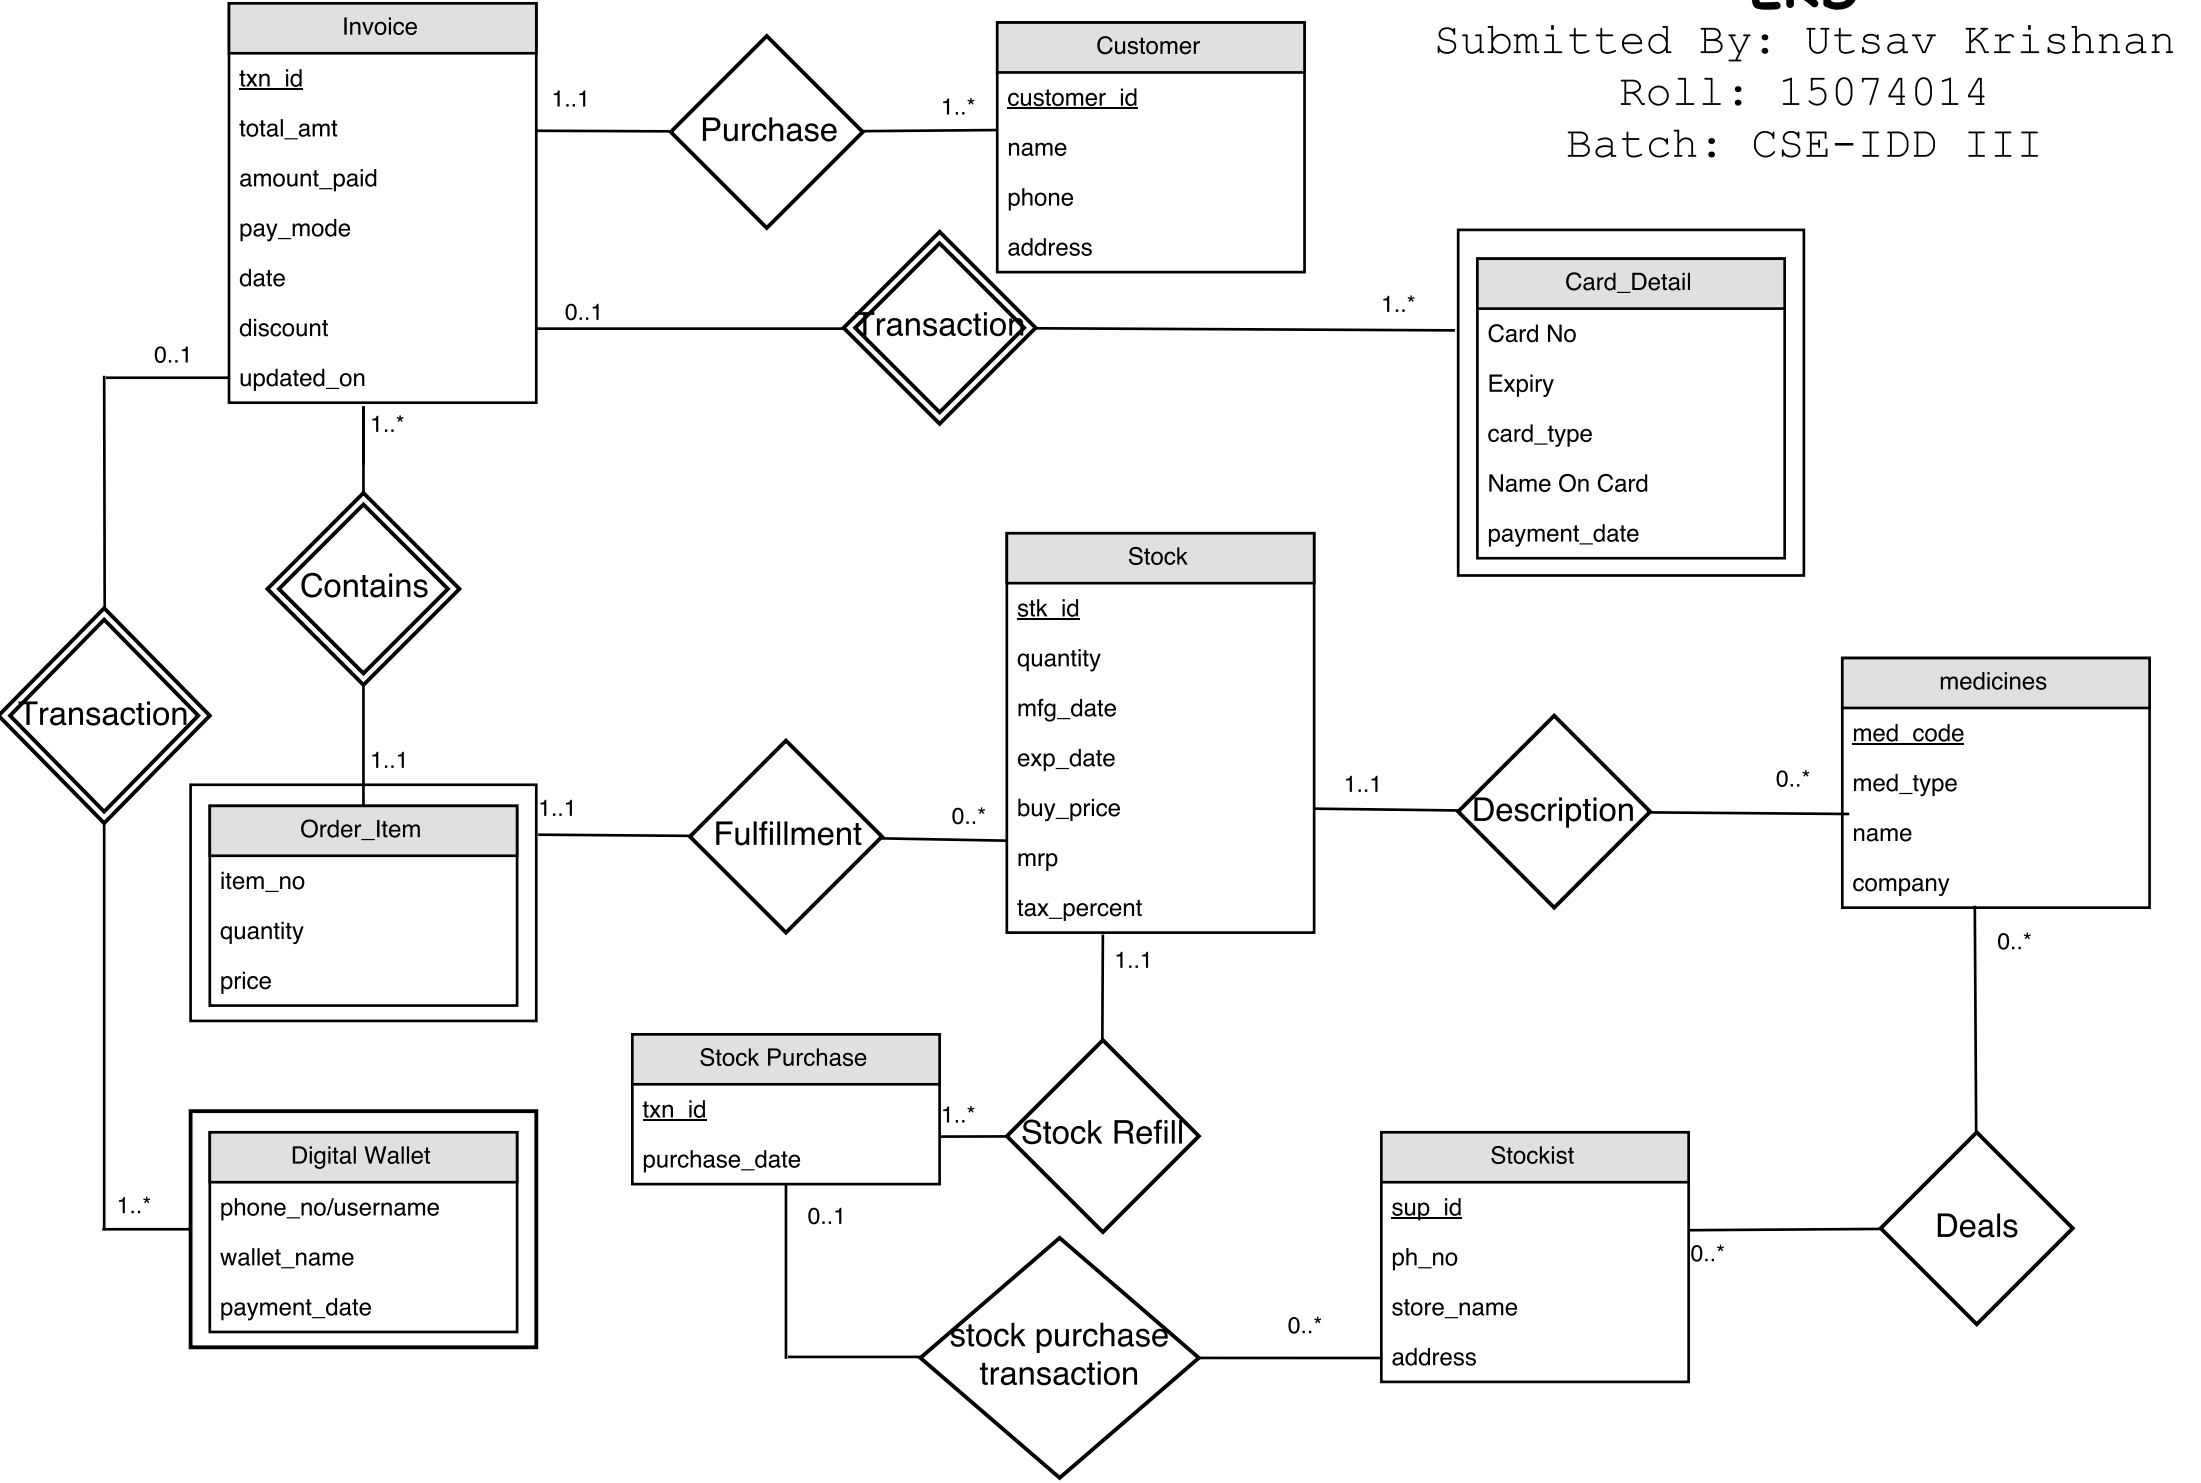 ERD
Submitted By: Utsav Krishnan
Roll: 15074014
Batch: CSE-IDD III
Invoice
txn_id
total_amt
amount_paid
pay_mode
date
discount
updated_on
1..1
Purchase
1..*
Customer
customer_id
name
phone
address
0..1
Transaction
1..*
Card_Detail
Card No
Expiry
card_type
Name On Card
payment_date
0..1
1..*
Contains
Transaction
1..1
Order_Item
item_no
quantity
price
1..1
Fulfillment
0..*
Stock
stk_id
quantity
mfg_date
exp_date
buy_price
mrp
tax_percent
1..1
Description
0..*
medicines
med_code
med_type
name
company
0..*
1..1
Stock Purchase
txn_id
purchase_date
1..*
Stock Refill
0..1
1..*
Digital Wallet
phone_no/username
wallet_name
payment_date
stock purchase
transaction
0..*
Stockist
sup_id
ph_no
store_name
address
0..*
Deals